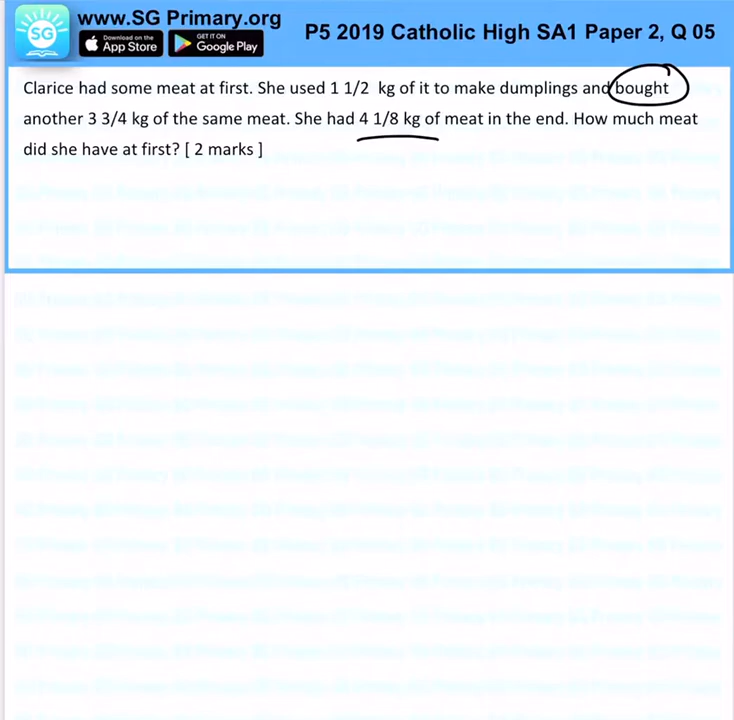 www.SG Primary.org
SG
Download on the
App Store
GET IT ON
Google Play
P5 2019 Catholic High SA1 Paper 2, Q 05
Clarice had some meat at first. She used 1 1/2 kg of it to make dumplings and bought
another 3 3/4 kg of the same meat. She had 4 1/8 kg of meat in the end. How much meat
did she have at first? [ 2 marks ]